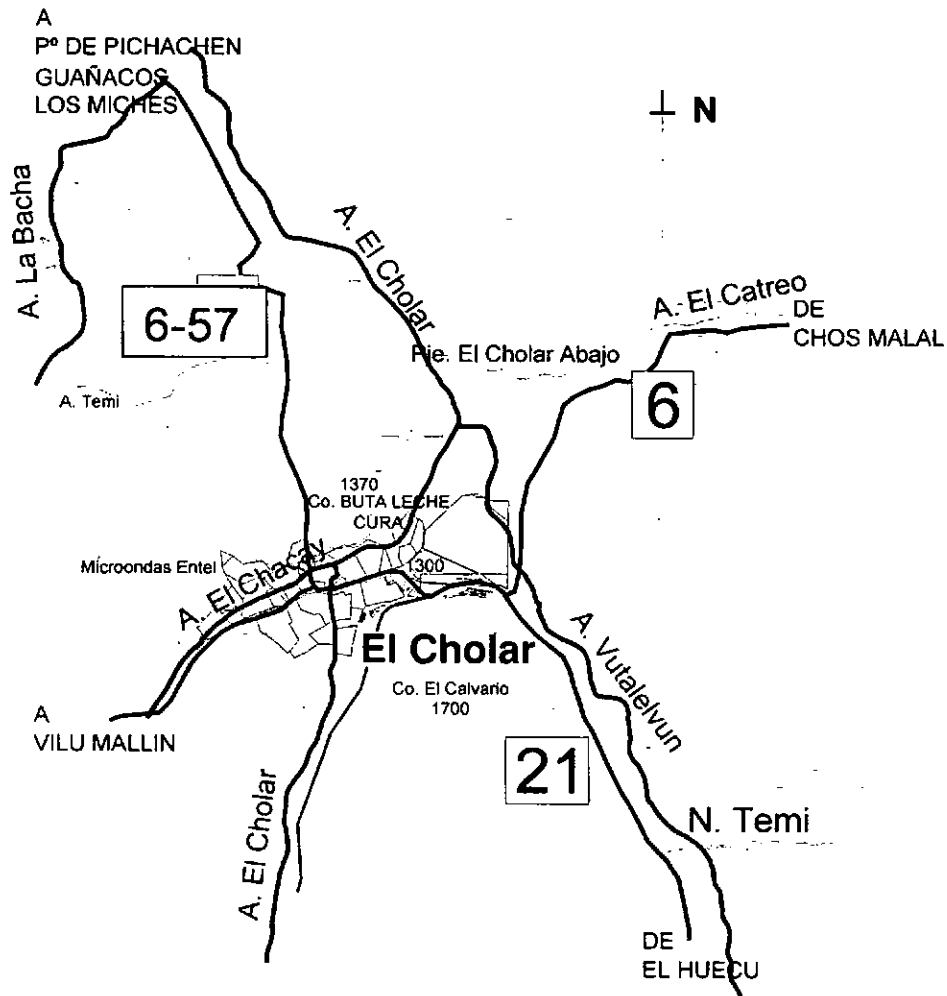 A
Pº DE PICHACHEN
GUAÑACOS
LOS MICHES
N
A. La Bacha
A. El Cholar
A. El Catreo
DE
CHOS MALAL
6-57
Pje. El Cholar Abajo
6
A. Temi
1370
Co. BUTA LECHE
CURA
Microondas Entel
1300
A. El Chacay
El Cholar
A. Vutalelvun
Co. El Calvario
1700
A
VILU MALLIN
21
A. El Cholar
N. Temi
DE
EL HUECU